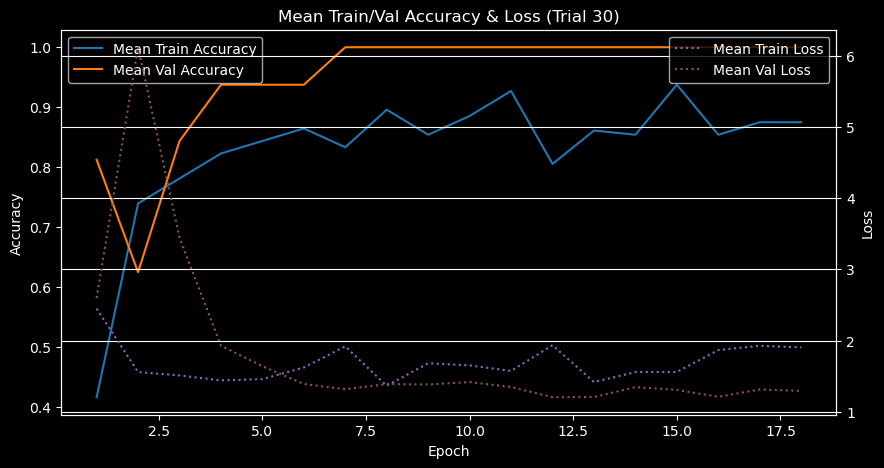 Mean Train/Val Accuracy & Loss (Trial 30)
Mean Train Accuracy
Mean Val Accuracy
Mean Train Loss
Mean Val Loss
Accuracy
1.0
0.9
0.8
0.7
0.6
0.5
0.4
6
5
4
3
2
1
Loss
2.5 5.0 7.5 10.0 12.5 15.0 17.5
Epoch